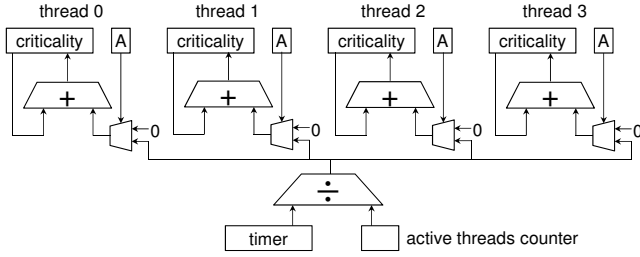 thread 0 thread 1 thread 2 thread 3
criticality A criticality A criticality A criticality A
+ + + +
0 0 0 0
÷
timer active threads counter